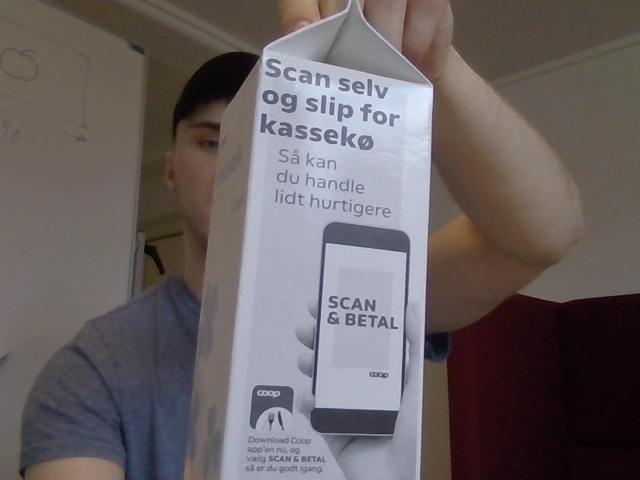 Scan selv
og slip for
kassekø
Så kan
du handle
lidt hurtigere
SCAN
& BETAL
coop
coop
Download Coop
app'en nu, og
vælg SCAN & BETAL
så er du godt igang.